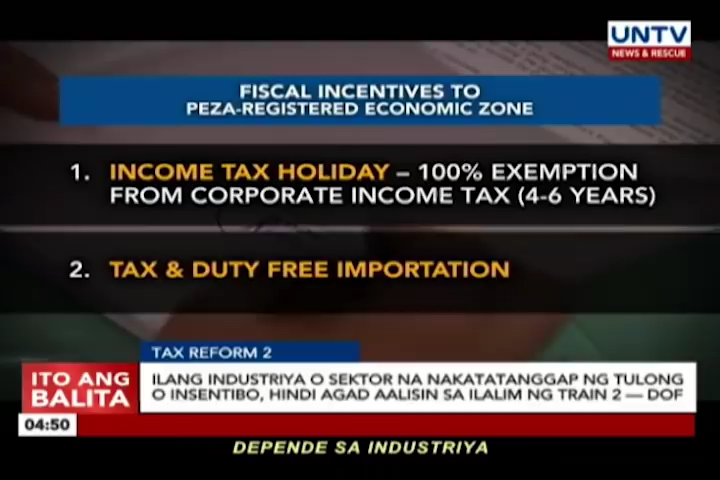 UNTV
NEWS & RESCUE
FISCAL INCENTIVES TO
PEZA-REGISTERED ECONOMIC ZONE
1. INCOME TAX HOLIDAY – 100% EXEMPTION
FROM CORPORATE INCOME TAX (4-6 YEARS)
2. TAX & DUTY FREE IMPORTATION
TAX REFORM 2
ITO ANG
BALITA
ILANG INDUSTRIYA O SEKTOR NA NAKATATANGGAP NG TULONG
O INSENTIBO, HINDI AGAD AALISIN SA ILALIM NG TRAIN 2 — DOF
04:50
DEPENDE SA INDUSTRIYA